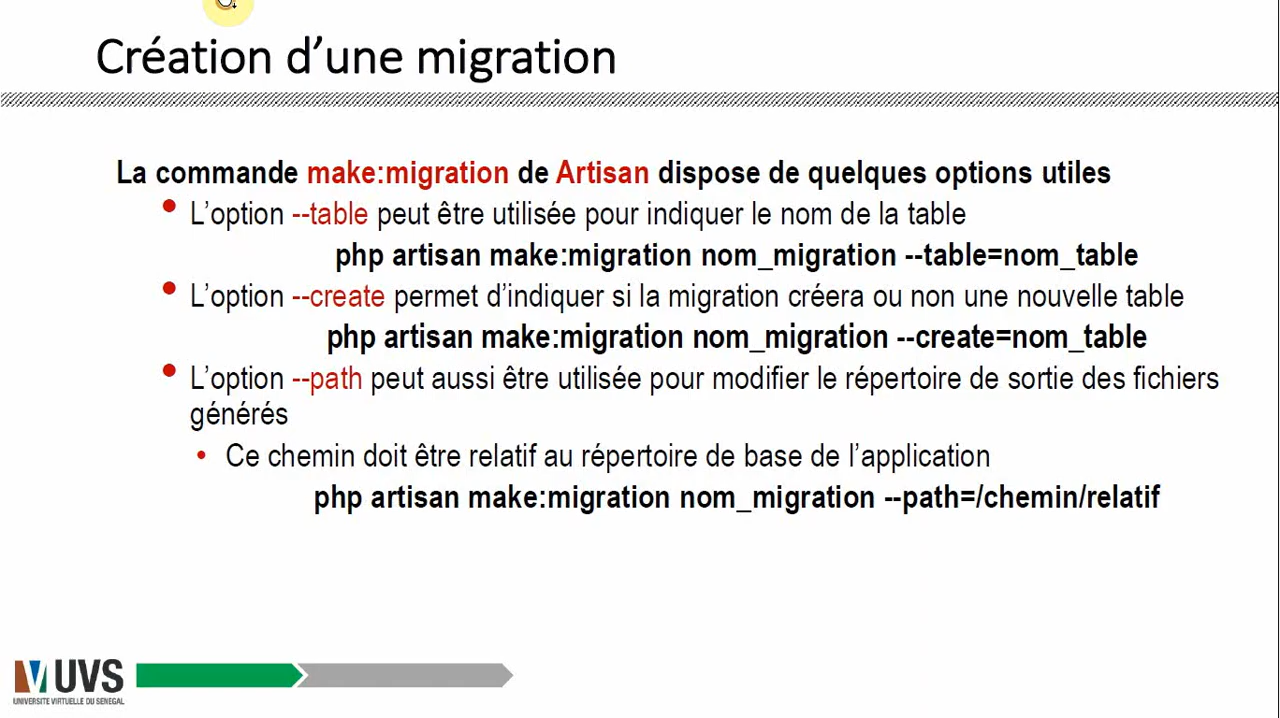 Création d’une migration
La commande make:migration de Artisan dispose de quelques options utiles
• L’option --table peut être utilisée pour indiquer le nom de la table
php artisan make:migration nom_migration --table=nom_table
• L’option --create permet d’indiquer si la migration créera ou non une nouvelle table
php artisan make:migration nom_migration --create=nom_table
• L’option --path peut aussi être utilisée pour modifier le répertoire de sortie des fichiers
générés
• Ce chemin doit être relatif au répertoire de base de l’application
php artisan make:migration nom_migration --path=/chemin/relatif
UVS
UNIVERSITE VIRTUELLE DU SENEGAL